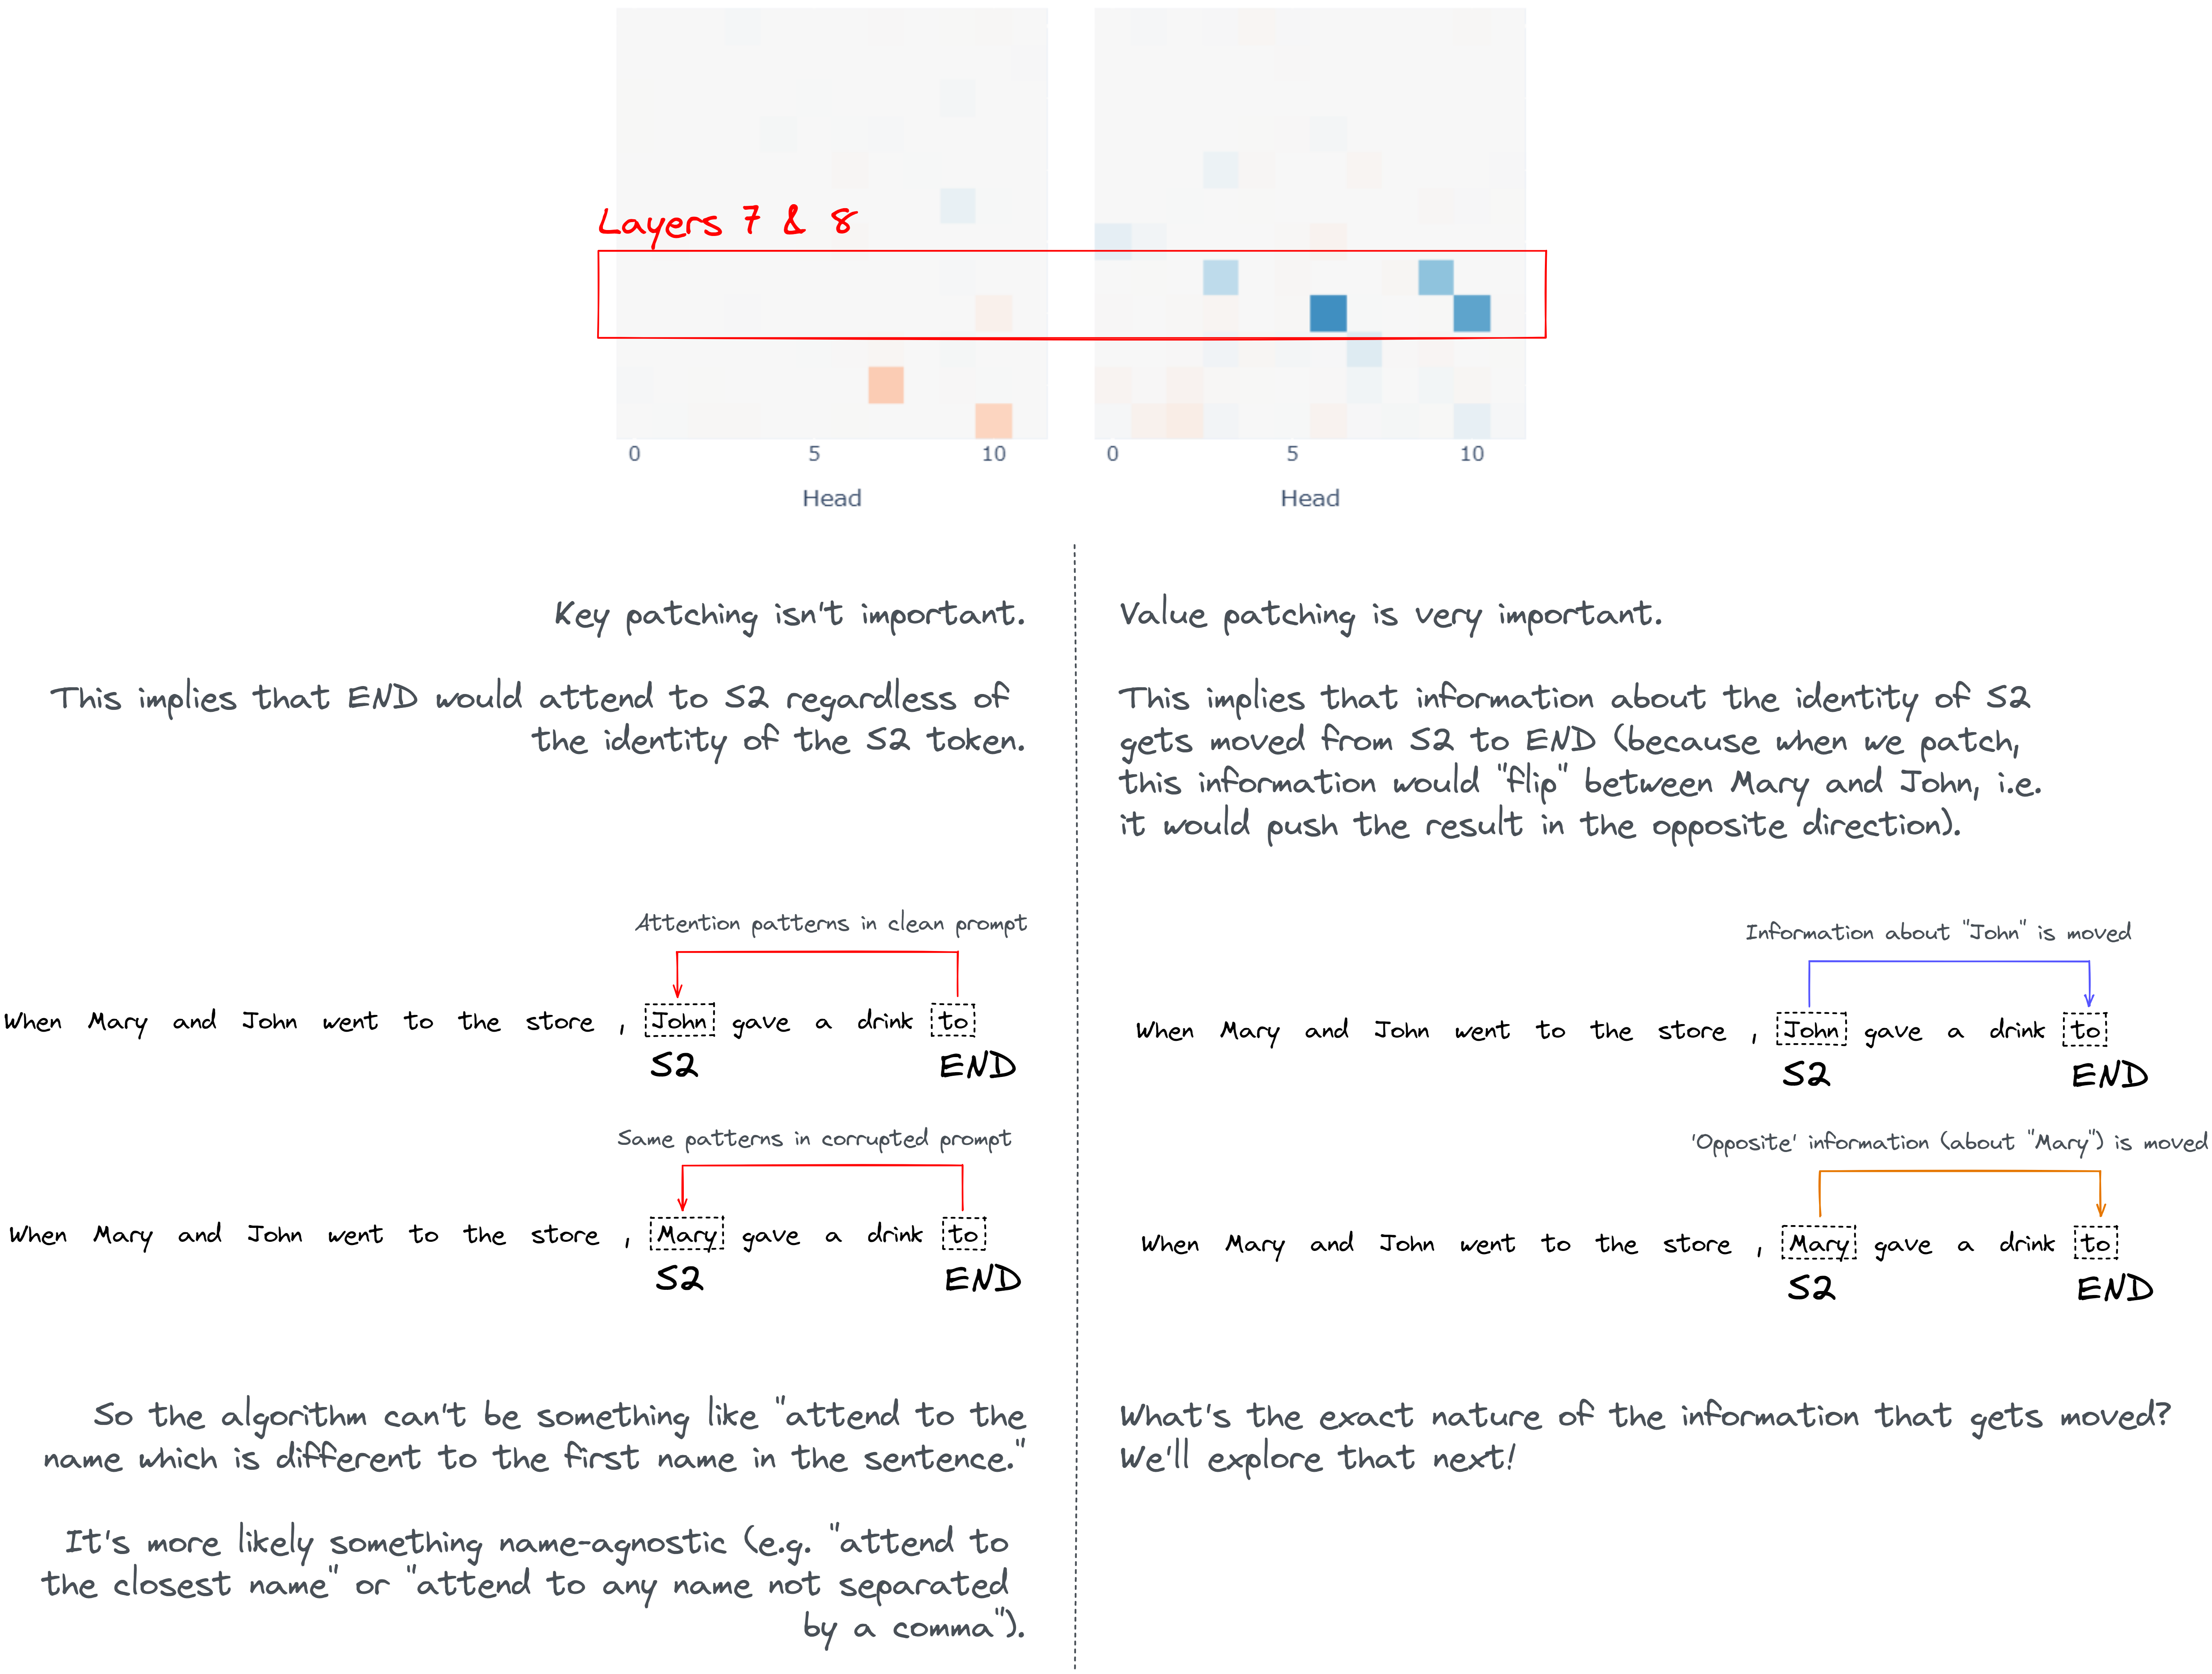 Layers 7 & 8
0 5 10
Head
0 5 10
Head
Key patching isn't important.
This implies that END would attend to S2 regardless of
the identity of the S2 token.
Attention patterns in clean prompt
When Mary and John went to the store , John gave a drink to
S2 END
Same patterns in corrupted prompt
When Mary and John went to the store , Mary gave a drink to
S2 END
So the algorithm can't be something like "attend to the
name which is different to the first name in the sentence."
It's more likely something name-agnostic (e.g. "attend to
the closest name" or "attend to any name not separated
by a comma").
Value patching is very important.
This implies that information about the identity of S2
gets moved from S2 to END (because when we patch,
this information would "flip" between Mary and John, i.e.
it would push the result in the opposite direction).
Information about "John" is moved
When Mary and John went to the store , John gave a drink to
S2 END
'Opposite' information (about "Mary") is moved
When Mary and John went to the store , Mary gave a drink to
S2 END
What's the exact nature of the information that gets moved?
We'll explore that next!